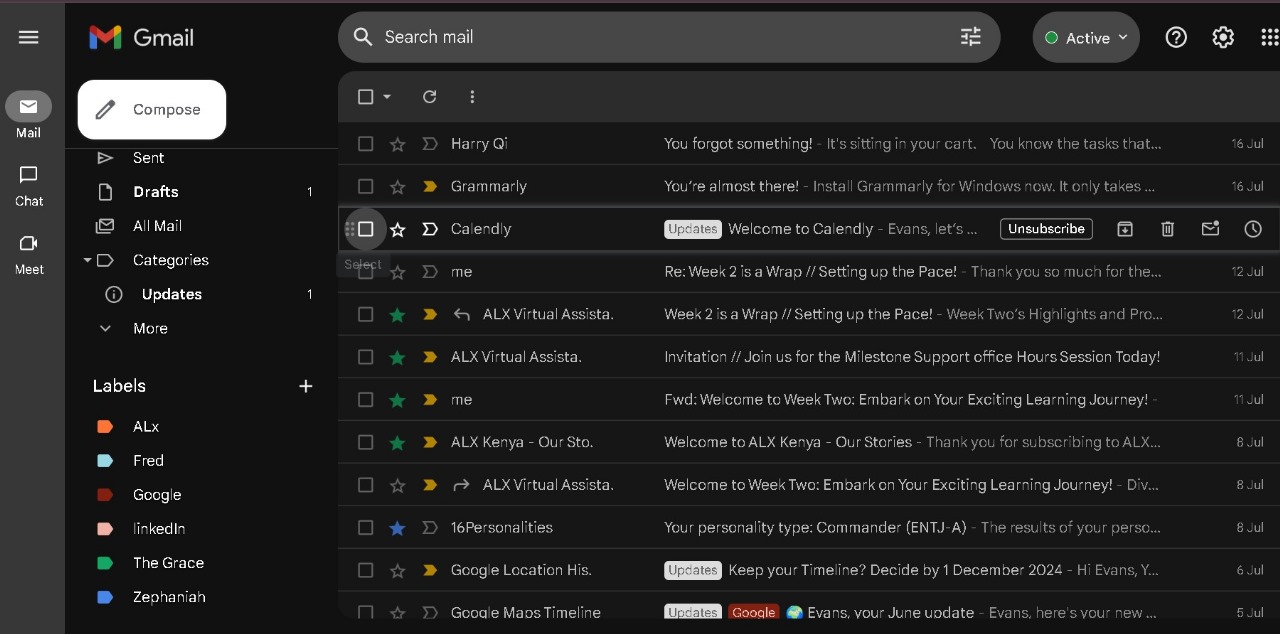 Gmail
Search mail
Active
Compose
Mail
Chat
Meet
Sent
Drafts 1
All Mail
Categories
Updates 1
More
Labels
ALx
Fred
Google
linkedIn
The Grace
Zephaniah
Harry Qi You forgot something! - It's sitting in your cart. You know the tasks that... 16 Jul
Grammarly You're almost there! - Install Grammarly for Windows now. It only takes ... 16 Jul
Calendly Updates Welcome to Calendly - Evans, let's ... Unsubscribe
Select
me Re: Week 2 is a Wrap // Setting up the Pace! - Thank you so much for the... 12 Jul
ALX Virtual Assista. Week 2 is a Wrap // Setting up the Pace! - Week Two's Highlights and Pro... 12 Jul
ALX Virtual Assista. Invitation // Join us for the Milestone Support office Hours Session Today! 11 Jul
me Fwd: Welcome to Week Two: Embark on Your Exciting Learning Journey! - 11 Jul
ALX Kenya - Our Sto. Welcome to ALX Kenya - Our Stories - Thank you for subscribing to ALX... 8 Jul
ALX Virtual Assista. Welcome to Week Two: Embark on Your Exciting Learning Journey! - Div... 8 Jul
16Personalities Your personality type: Commander (ENTJ-A) - The results of your perso... 8 Jul
Google Location His. Updates Keep your Timeline? Decide by 1 December 2024 - Hi Evans, Y... 6 Jul
Google Maps Timeline Updates Google 🌍 Evans, your June update - Evans, here's your new ... 5 Jul